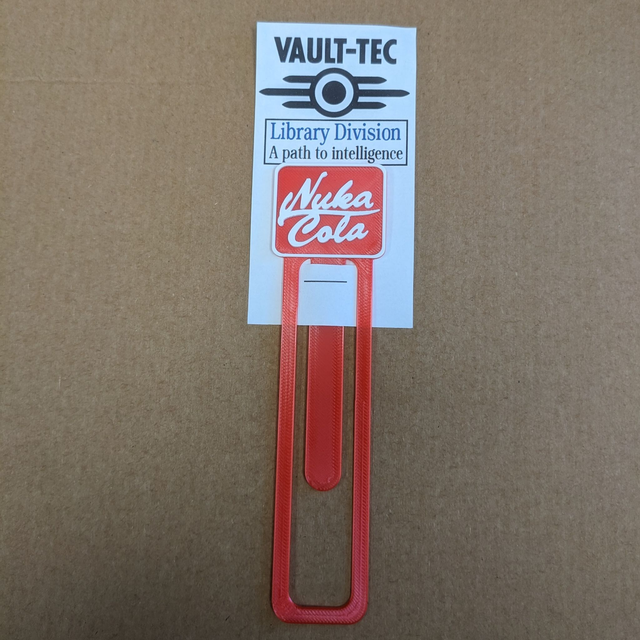 VAULT-TEC
Library Division
A path to intelligence
Nuka
Cola